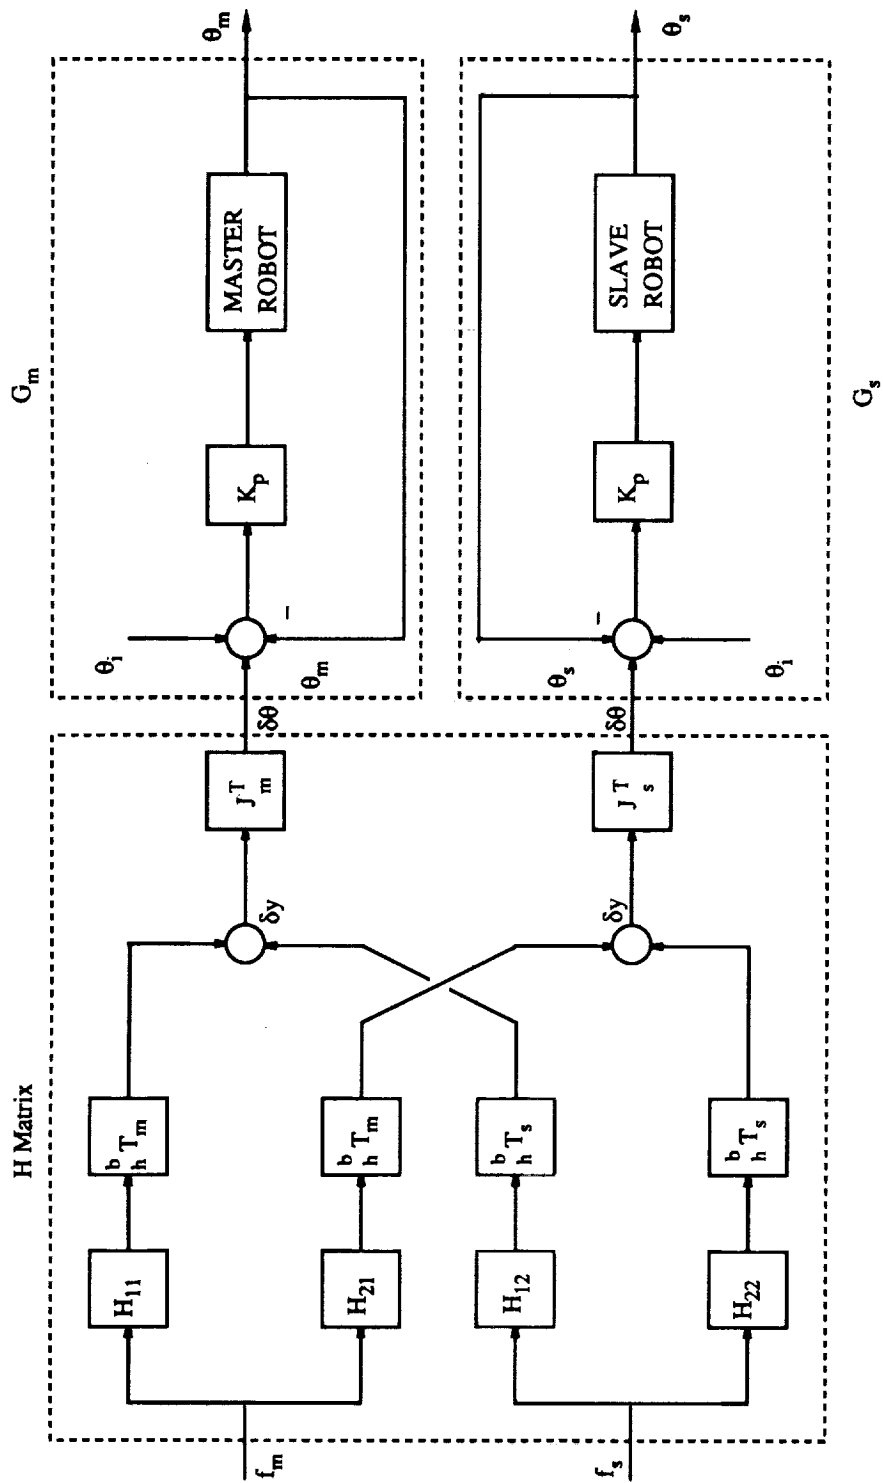 H Matrix
G_m
G_s
f_m
H_11
^b_h T_m
H_21
^b_h T_m
δy
J^T_m
δθ
θ_i
θ_m
−
K_p
MASTER
ROBOT
θ_m
f_s
H_12
^b_h T_s
H_22
^b_h T_s
δy
J^T_s
δθ
θ_s
θ_i
−
K_p
SLAVE
ROBOT
θ_s